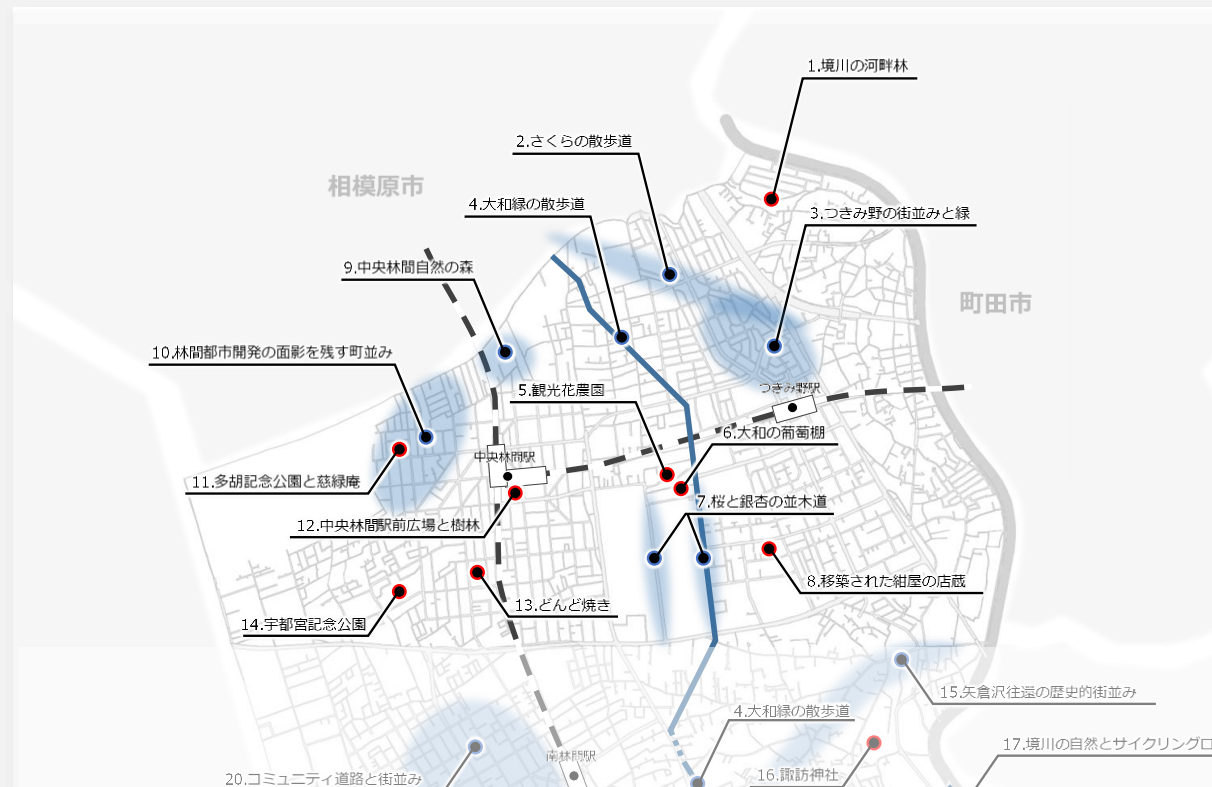 1.境川の河畔林
2.さくらの散歩道
相模原市
4.大和緑の散歩道
3.つきみ野の街並みと緑
9.中央林間自然の森
町田市
10.林間都市開発の面影を残す町並み
5.観光花農園
つきみ野駅
6.大和の葡萄棚
中央林間駅
11.多胡記念公園と慈緑庵
7.桜と銀杏の並木道
12.中央林間駅前広場と樹林
8.移築された紺屋の店蔵
13.どんど焼き
14.宇都宮記念公園
15.矢倉沢往還の歴史的街並み
4.大和緑の散歩道
17.境川の自然とサイクリングロ
南林間駅
16.諏訪神社
20.コミュニティ道路と街並み